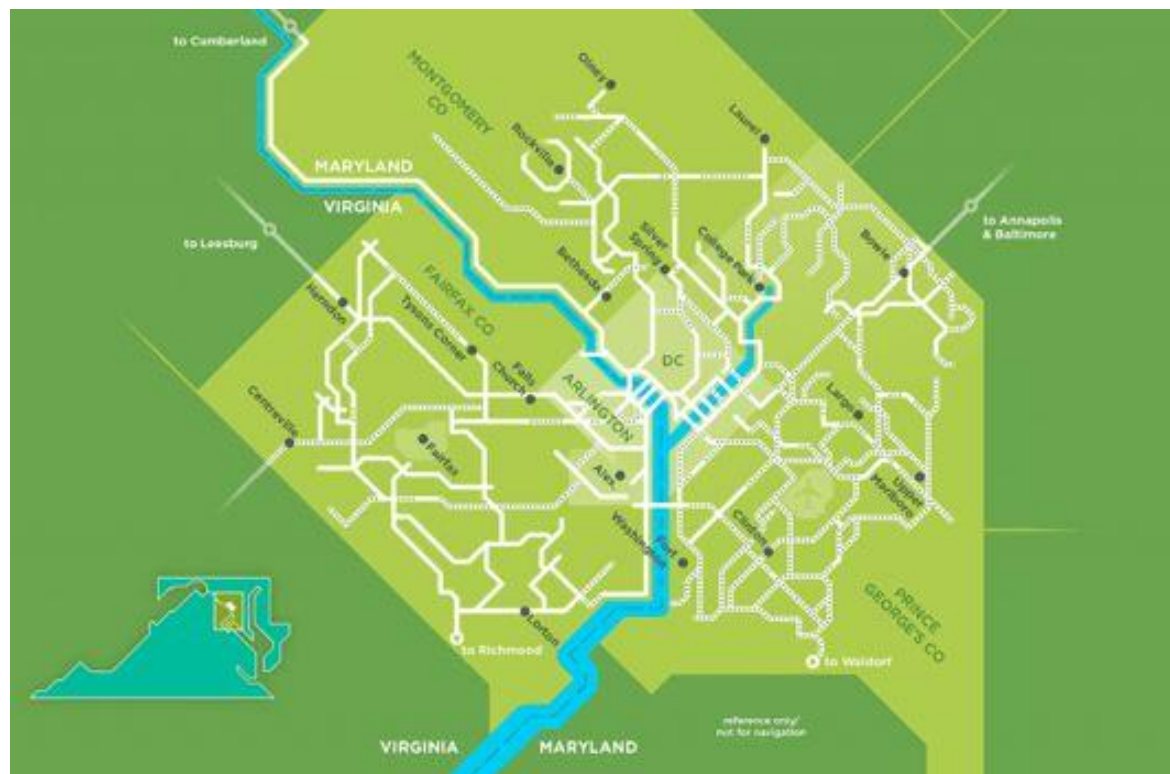 to Cumberland
MONTGOMERY
CO
Olney
Laurel
Rockville
MARYLAND
VIRGINIA
to Leesburg
to Annapolis
& Baltimore
Silver
Spring
College Park
Bowie
Bethesda
Herndon
FAIRFAX CO
Tysons Corner
DC
Falls
Church
ARLINGTON
Largo
Centreville
Fairfax
Alex
Upper
Marlboro
Fort
Washington
Clinton
PRINCE
GEORGE'S CO
Lorton
to Richmond
to Waldorf
reference only/
not for navigation
VIRGINIA
MARYLAND